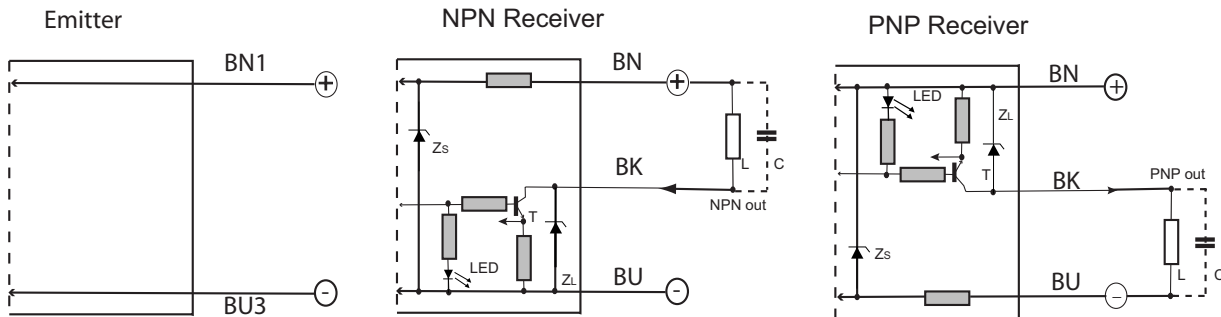 Emitter
BN1
+
-
BU3
NPN Receiver
BN
+
ZS
L
C
BK
NPN out
T
LED
ZL
BU
-
PNP Receiver
BN
+
LED
ZL
T
BK
PNP out
ZS
L
C
BU
−